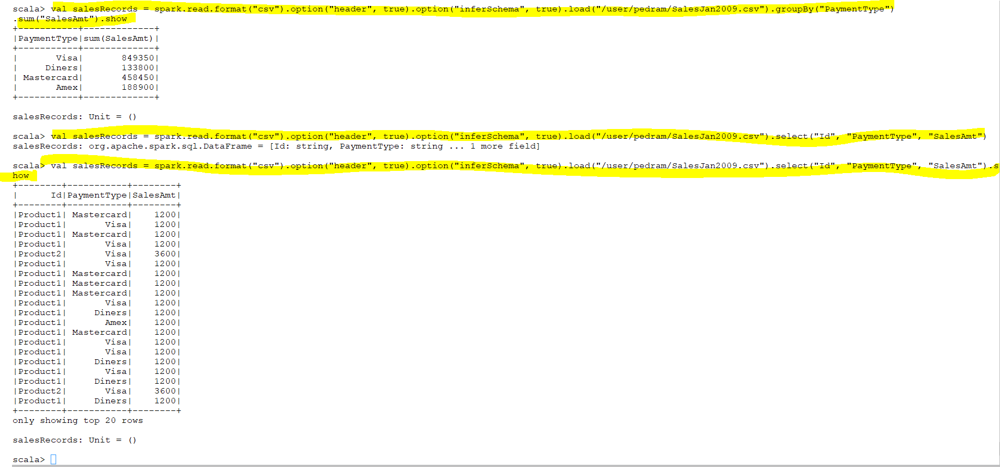 scala> val salesRecords = spark.read.format("csv").option("header", true).option("inferSchema", true).load("/user/pedram/SalesJan2009.csv").groupBy("PaymentType")
.sum("SalesAmt").show
+-----------+-------------+
|PaymentType|sum(SalesAmt)|
+-----------+-------------+
|       Visa|       849350|
|     Diners|       133800|
| Mastercard|       458450|
|       Amex|       188900|
+-----------+-------------+
salesRecords: Unit = ()
scala> val salesRecords = spark.read.format("csv").option("header", true).option("inferSchema", true).load("/user/pedram/SalesJan2009.csv").select("Id", "PaymentType", "SalesAmt")
salesRecords: org.apache.spark.sql.DataFrame = [Id: string, PaymentType: string ... 1 more field]
scala> val salesRecords = spark.read.format("csv").option("header", true).option("inferSchema", true).load("/user/pedram/SalesJan2009.csv").select("Id", "PaymentType", "SalesAmt").s
how
+--------+-----------+--------+
|      Id|PaymentType|SalesAmt|
+--------+-----------+--------+
|Product1| Mastercard|    1200|
|Product1|       Visa|    1200|
|Product1| Mastercard|    1200|
|Product1|       Visa|    1200|
|Product2|       Visa|    3600|
|Product1|       Visa|    1200|
|Product1| Mastercard|    1200|
|Product1| Mastercard|    1200|
|Product1| Mastercard|    1200|
|Product1|       Visa|    1200|
|Product1|     Diners|    1200|
|Product1|       Amex|    1200|
|Product1| Mastercard|    1200|
|Product1|       Visa|    1200|
|Product1|       Visa|    1200|
|Product1|     Diners|    1200|
|Product1|       Visa|    1200|
|Product1|     Diners|    1200|
|Product2|       Visa|    3600|
|Product1|     Diners|    1200|
+--------+-----------+--------+
only showing top 20 rows
salesRecords: Unit = ()
scala>